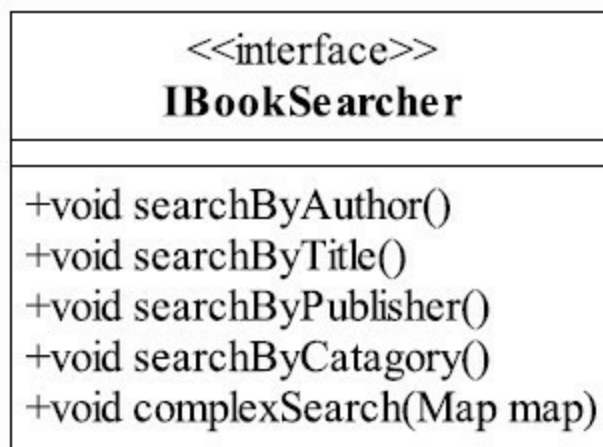 <<interface>>
IBookSearcher
+void searchByAuthor()
+void searchByTitle()
+void searchByPublisher()
+void searchByCatagory()
+void complexSearch(Map map)